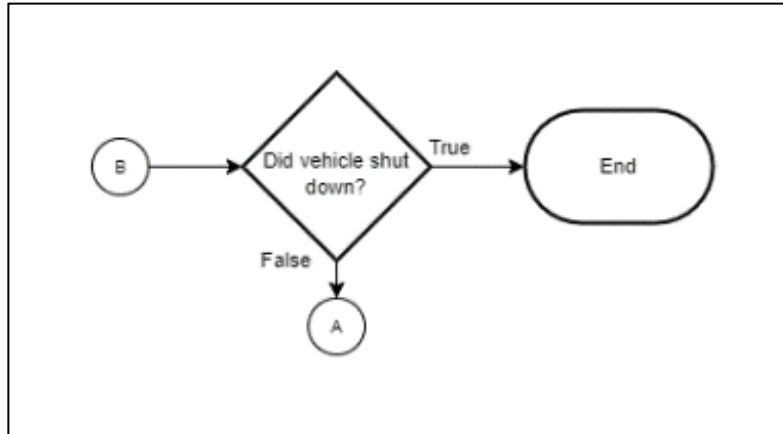 B
Did vehicle shut
down?
True
End
False
A